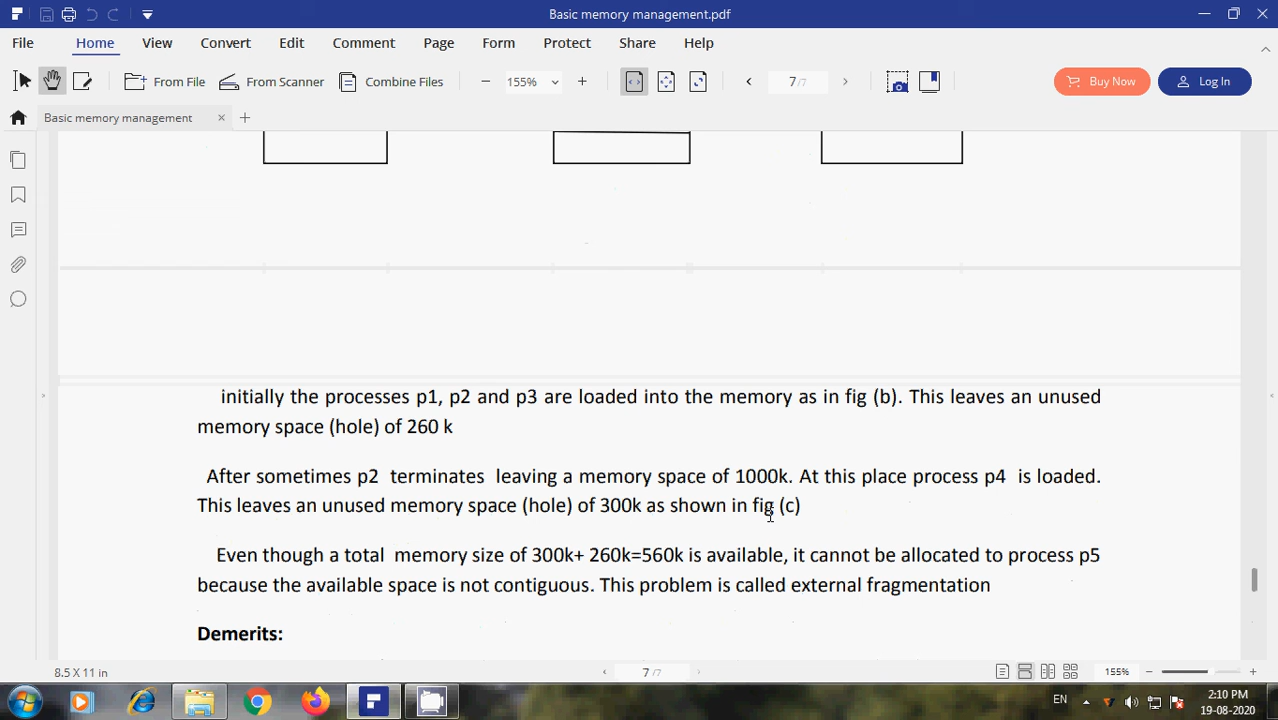 Basic memory management.pdf
File Home View Convert Edit Comment Page Form Protect Share Help
From File From Scanner Combine Files 155% 7/7 Buy Now Log In
Basic memory management
initially the processes p1, p2 and p3 are loaded into the memory as in fig (b). This leaves an unused
memory space (hole) of 260 k
After sometimes p2 terminates leaving a memory space of 1000k. At this place process p4 is loaded.
This leaves an unused memory space (hole) of 300k as shown in fig (c)
Even though a total memory size of 300k+ 260k=560k is available, it cannot be allocated to process p5
because the available space is not contiguous. This problem is called external fragmentation
Demerits:
8.5 X 11 in 7/7 155%
EN 2:10 PM
19-08-2020